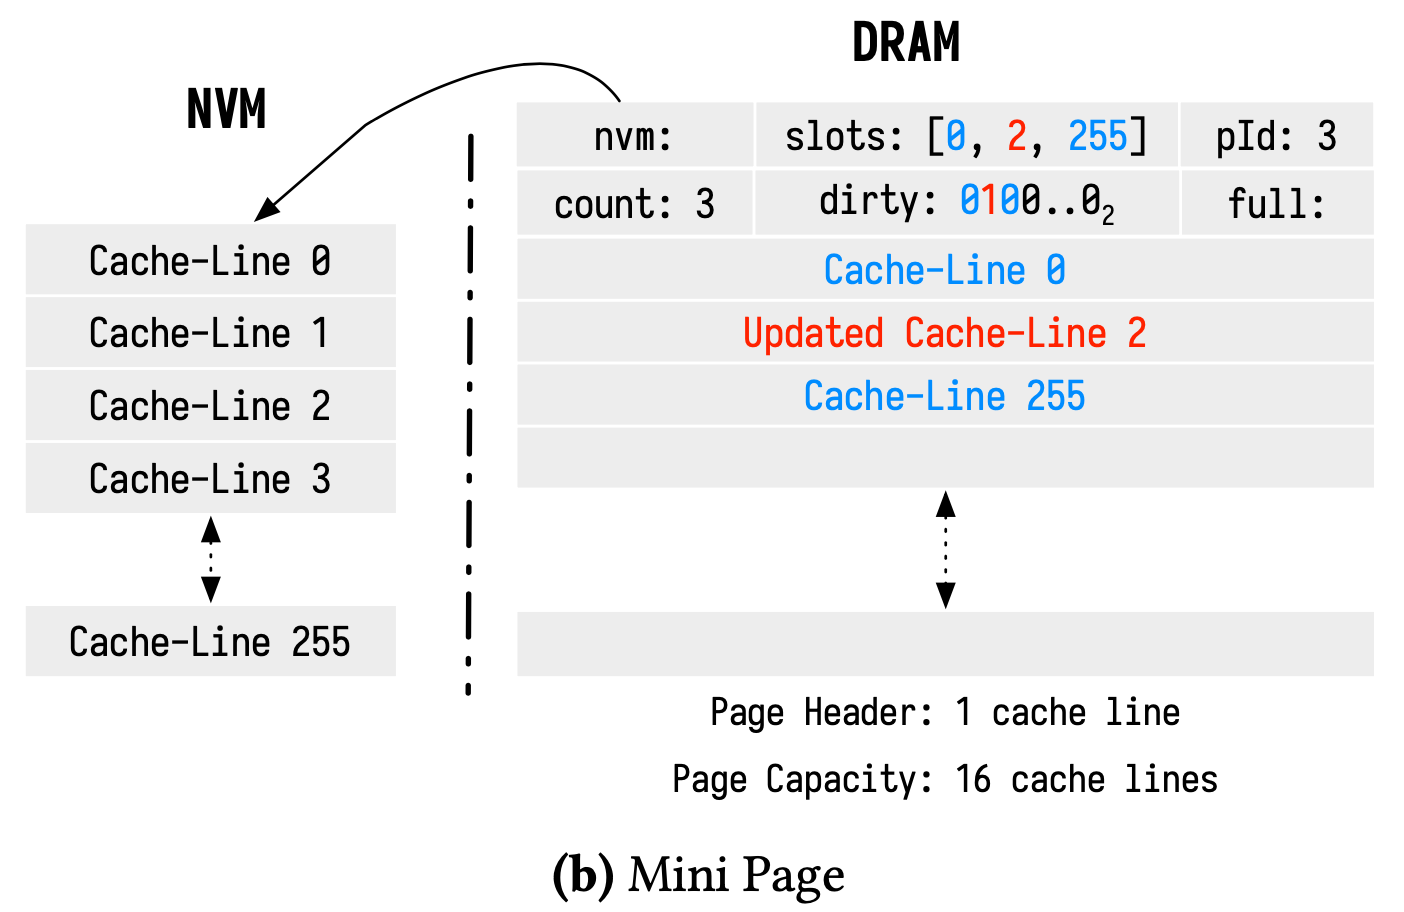 DRAM
NVM
nvm:
slots: [0, 2, 255]
pId: 3
count: 3
dirty: 0100..0₂
full:
Cache-Line 0
Cache-Line 1
Cache-Line 2
Cache-Line 3
Cache-Line 255
Cache-Line 0
Updated Cache-Line 2
Cache-Line 255
Page Header: 1 cache line
Page Capacity: 16 cache lines
(b) Mini Page